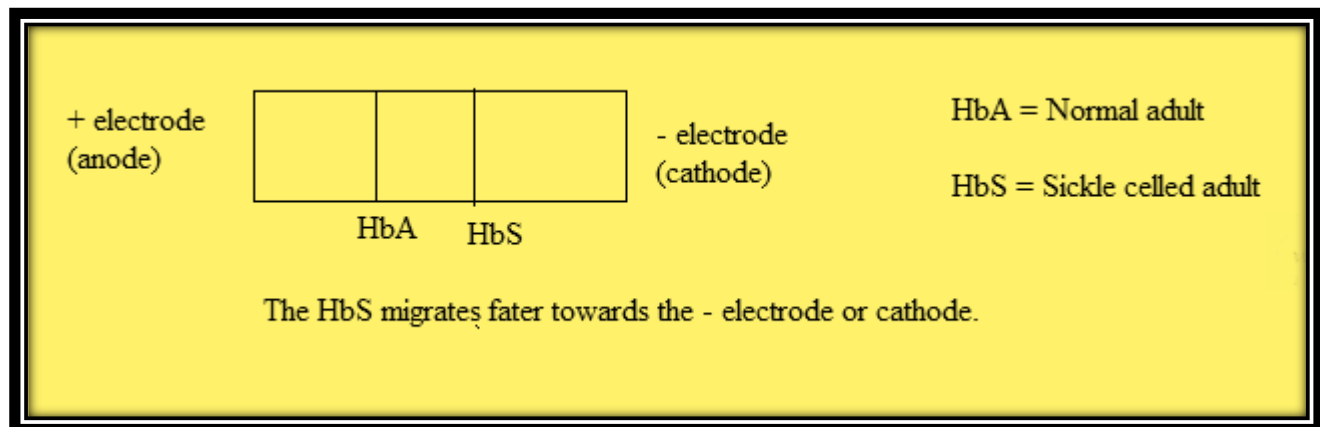 + electrode
(anode)
- electrode
(cathode)
HbA = Normal adult
HbS = Sickle celled adult
HbA
HbS
The HbS migrates fater towards the - electrode or cathode.